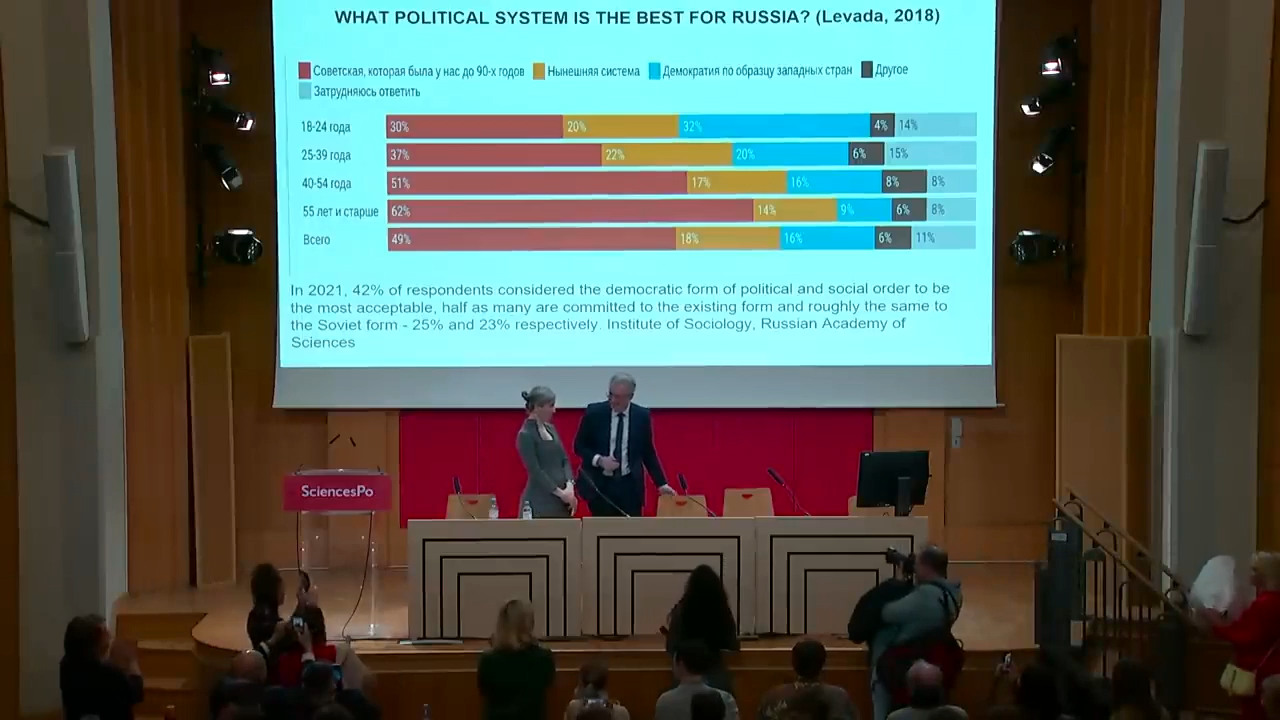 WHAT POLITICAL SYSTEM IS THE BEST FOR RUSSIA? (Levada, 2018)
Советская, которая была у нас до 90-х годов Нынешняя система Демократия по образцу западных стран Другое
Затрудняюсь ответить
18-24 года 30% 20% 32% 4% 14%
25-39 года 37% 22% 20% 6% 15%
40-54 года 51% 17% 16% 8% 8%
55 лет и старше 62% 14% 9% 6% 8%
Всего 49% 18% 16% 6% 11%
In 2021, 42% of respondents considered the democratic form of political and social order to be
the most acceptable, half as many are committed to the existing form and roughly the same to
the Soviet form - 25% and 23% respectively. Institute of Sociology, Russian Academy of
Sciences
SciencesPo